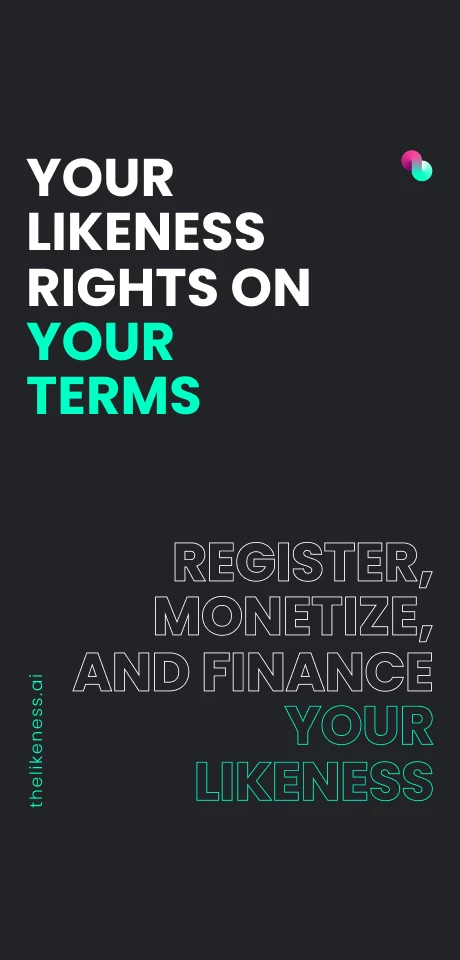 YOUR
LIKENESS
RIGHTS ON
YOUR
TERMS
REGISTER,
MONETIZE,
AND FINANCE
YOUR
LIKENESS
thelikeness.ai